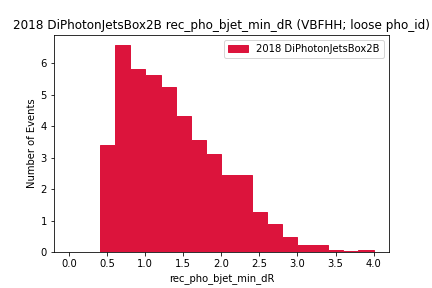 2018 DiPhotonJetsBox2B rec_pho_bjet_min_dR (VBFHH; loose pho_id)
2018 DiPhotonJetsBox2B
Number of Events
6
5
4
3
2
1
0
0.0 0.5 1.0 1.5 2.0 2.5 3.0 3.5 4.0
rec_pho_bjet_min_dR